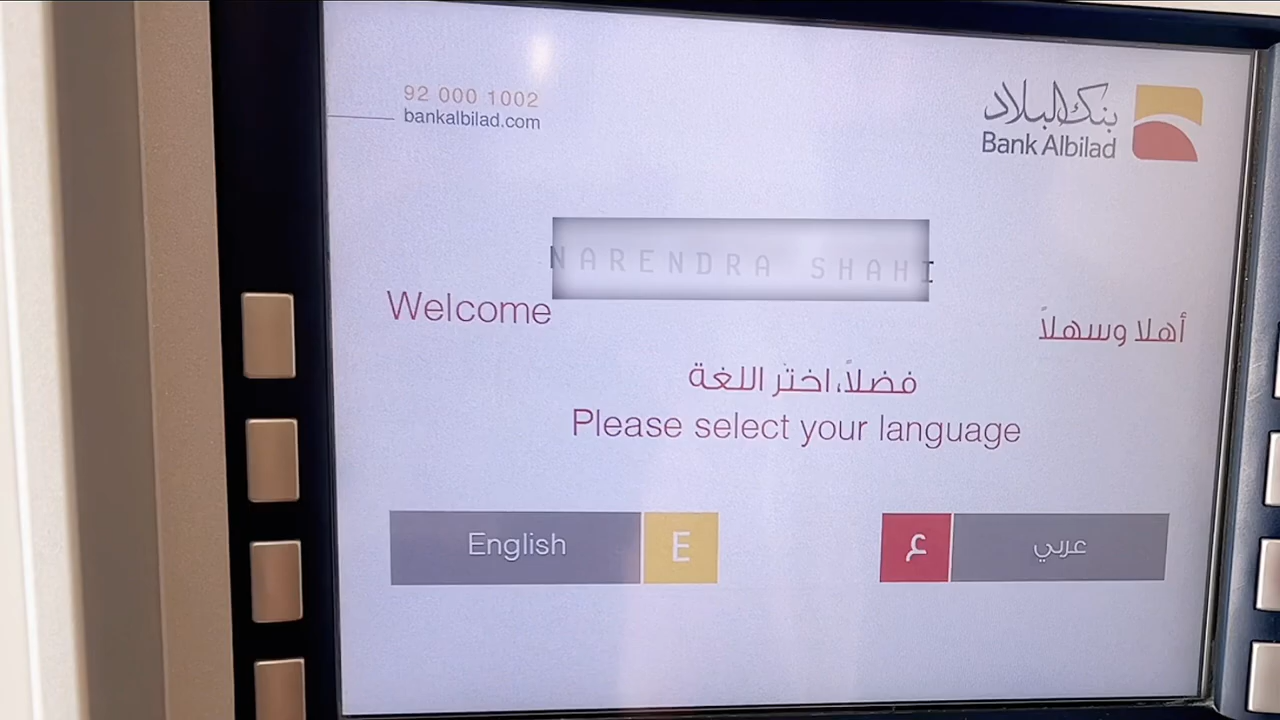 92 000 1002
bankalbilad.com
بنك البلاد
Bank Albilad
NARENDRA SHAHI
Welcome
أهلا وسهلاً
فضلاً، اختر اللغة
Please select your language
English E
ع عربي